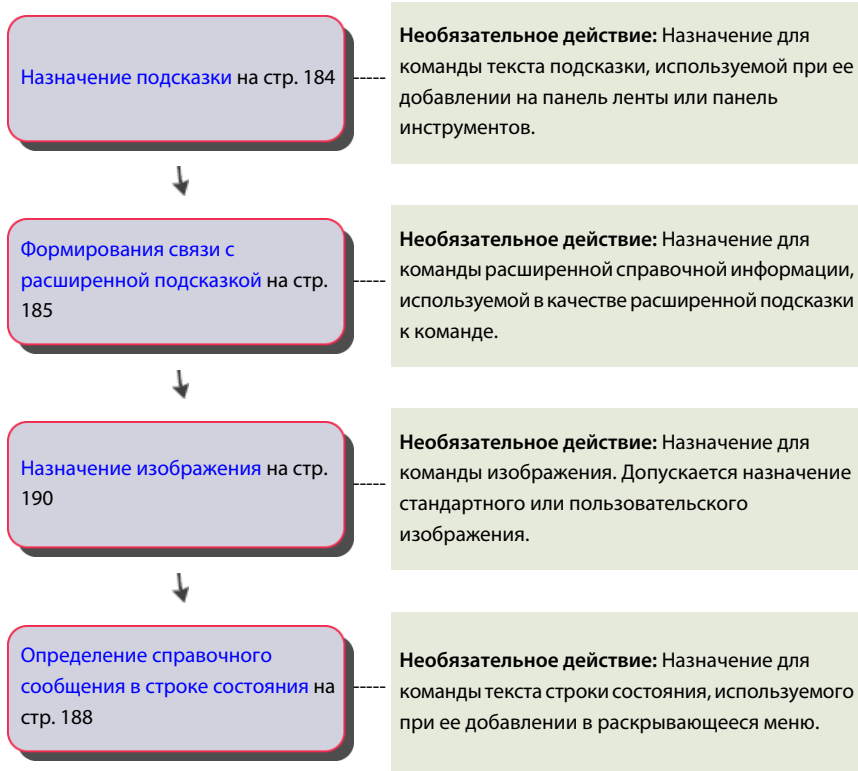 Назначение подсказки на стр. 184
Необязательное действие: Назначение для
команды текста подсказки, используемой при ее
добавлении на панель ленты или панель
инструментов.
Формирования связи с
расширенной подсказкой на стр.
185
Необязательное действие: Назначение для
команды расширенной справочной информации,
используемой в качестве расширенной подсказки
к команде.
Назначение изображения на стр.
190
Необязательное действие: Назначение для
команды изображения. Допускается назначение
стандартного или пользовательского
изображения.
Определение справочного
сообщения в строке состояния на
стр. 188
Необязательное действие: Назначение для
команды текста строки состояния, используемого
при ее добавлении в раскрывающееся меню.